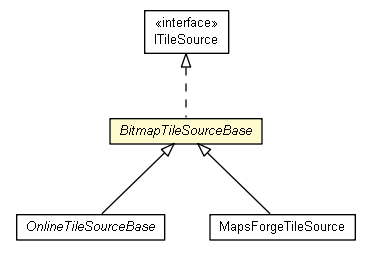 «interface»
ITileSource
BitmapTileSourceBase
OnlineTileSourceBase
MapsForgeTileSource